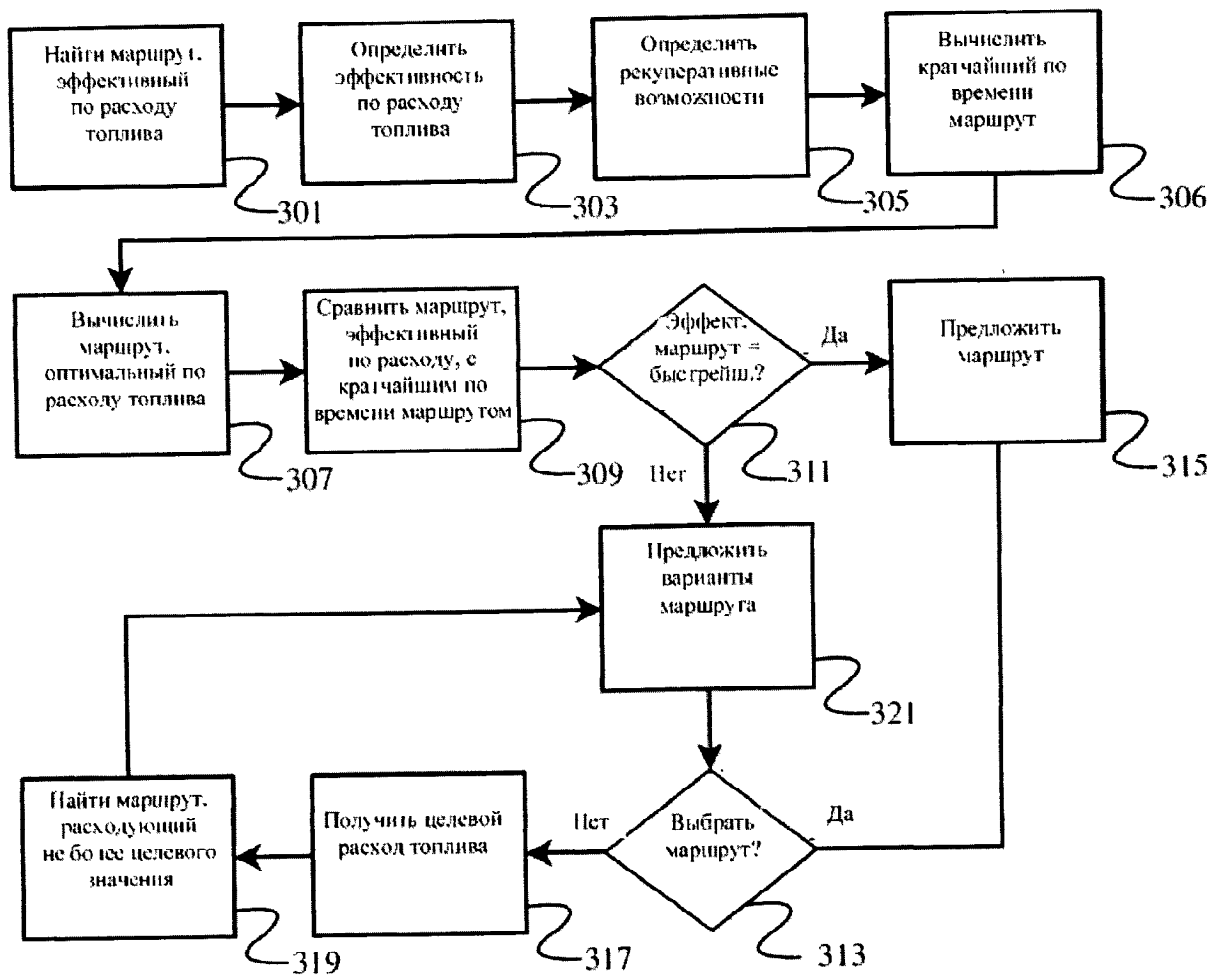 Найти маршрут,
эффективный
по расходу
топлива
301
Определить
эффективность
по расходу
топлива
303
Определить
рекуперативные
возможности
305
Вычислить
кратчайший по
времени
маршрут
306
Вычислить
маршрут,
оптимальный по
расходу топлива
307
Сравнить маршрут,
эффективный
по расходу, с
кратчайшим по
времени маршрутом
309
Эффект.
маршрут =
быстрейш.?
311
Да
Нет
Предложить
маршрут
315
Предложить
варианты
маршрута
321
Выбрать
маршрут?
313
Да
Нет
Получить целевой
расход топлива
317
Найти маршрут,
расходующий
не более целевого
значения
319